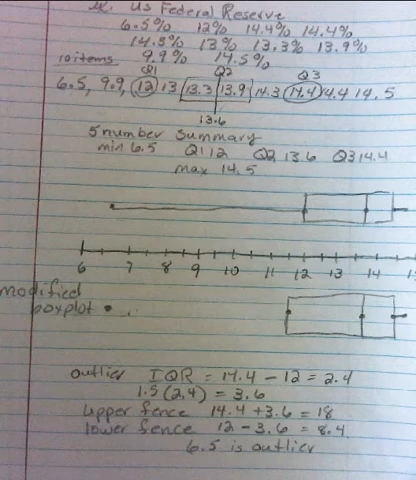 US Federal Reserve
6.5% 12% 14.4% 14.4%
14.3% 13% 13.3% 13.9%
9.9% 14.5%
10 items
Q1 Q2 Q3
6.5, 9.9, 12 13 13.3 13.9 14.3 14.4 14.4 14.5
13.6
5 number summary
min 6.5 Q1 12 Q2 13.6 Q3 14.4
max 14.5
6 7 8 9 10 11 12 13 14 15
modified
boxplot
outlier IQR = 14.4 - 12 = 2.4
1.5 (2.4) = 3.6
upper fence 14.4 + 3.6 = 18
lower fence 12 - 3.6 = 8.4
6.5 is outlier